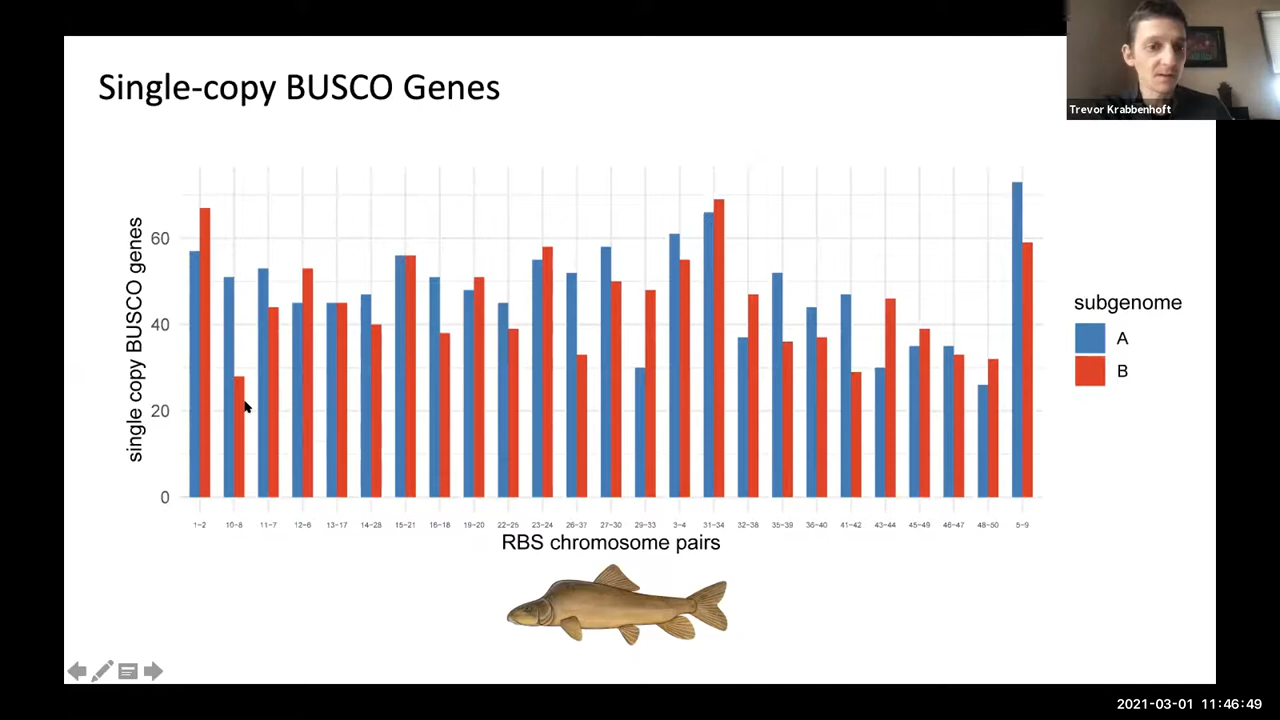 Single-copy BUSCO Genes
Trevor Krabbenhoft
single copy BUSCO genes
60
40
20
0
1-2 10-8 11-7 12-6 13-17 14-28 15-21 16-18 19-20 22-25 23-24 26-37 27-30 29-33 3-4 31-34 32-38 35-39 36-40 41-42 43-44 45-49 46-47 48-50 5-9
RBS chromosome pairs
subgenome
A
B
2021-03-01 11:46:49